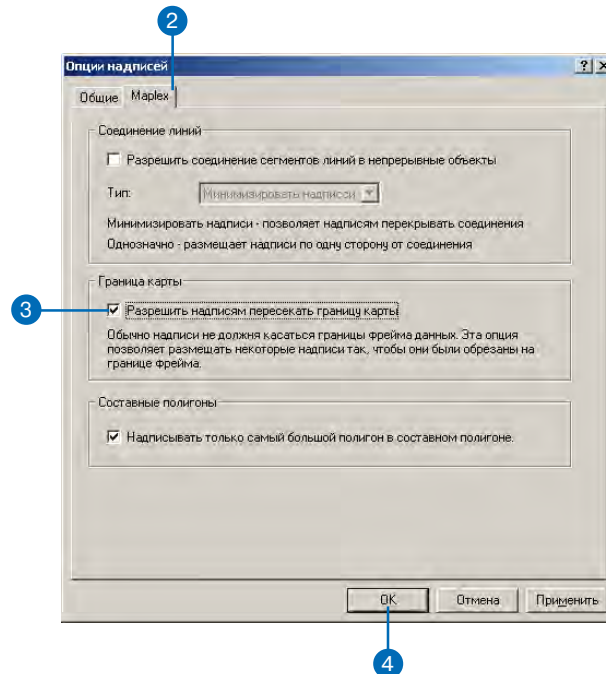 2
Опции надписей
Общие Maplex
Соединение линий
Разрешить соединение сегментов линий в непрерывные объекты
Тип: Минимизировать надписси
Минимизировать надписи - позволяет надписям перекрывать соединения
Однозначно - размещает надписи по одну сторону от соединения
Граница карты
3
Разрешить надписям пересекать границу карты
Обычно надписи не должня касаться границы фрейма данных. Эта опция
позволяет размещать некоторые надписи так, чтобы они были обрезаны на
границе фрейма.
Составные полигоны
Надписывать только самый большой полигон в составном полигоне.
OK Отмена Применить
4